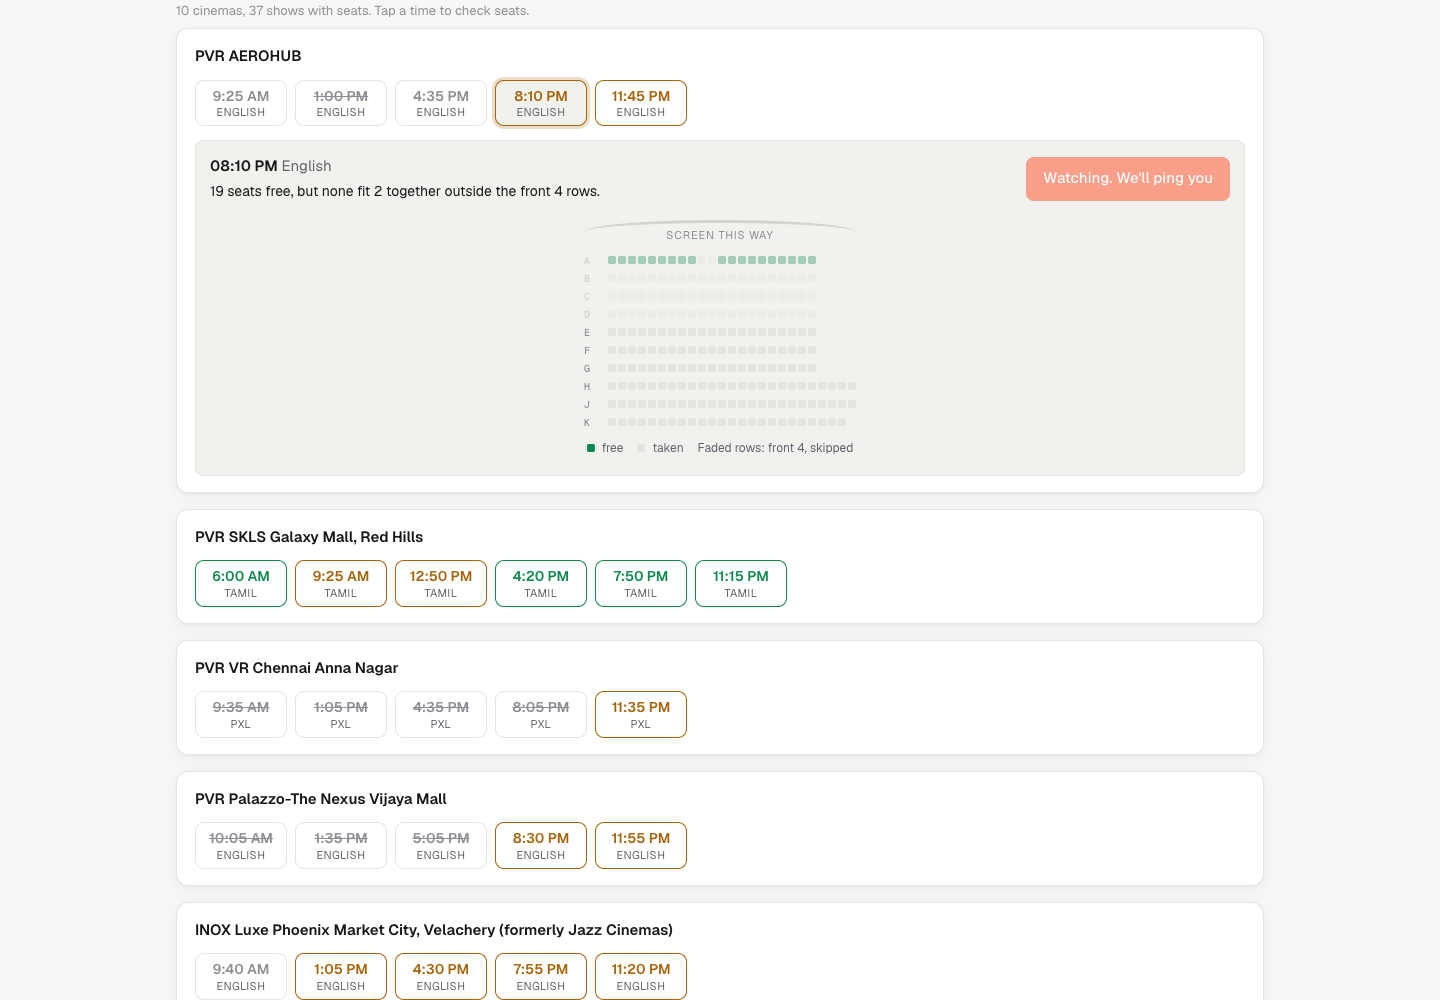 10 cinemas, 37 shows with seats. Tap a time to check seats.
PVR AEROHUB
9:25 AM 1:00 PM 4:35 PM 8:10 PM 11:45 PM
ENGLISH ENGLISH ENGLISH ENGLISH ENGLISH
08:10 PM English
19 seats free, but none fit 2 together outside the front 4 rows.
Watching. We'll ping you
SCREEN THIS WAY
A
B
C
D
E
F
G
H
J
K
free taken Faded rows: front 4, skipped
PVR SKLS Galaxy Mall, Red Hills
6:00 AM 9:25 AM 12:50 PM 4:20 PM 7:50 PM 11:15 PM
TAMIL TAMIL TAMIL TAMIL TAMIL TAMIL
PVR VR Chennai Anna Nagar
9:35 AM 1:05 PM 4:35 PM 8:05 PM 11:35 PM
PXL PXL PXL PXL PXL
PVR Palazzo-The Nexus Vijaya Mall
10:05 AM 1:35 PM 5:05 PM 8:30 PM 11:55 PM
ENGLISH ENGLISH ENGLISH ENGLISH ENGLISH
INOX Luxe Phoenix Market City, Velachery (formerly Jazz Cinemas)
9:40 AM 1:05 PM 4:30 PM 7:55 PM 11:20 PM
ENGLISH ENGLISH ENGLISH ENGLISH ENGLISH